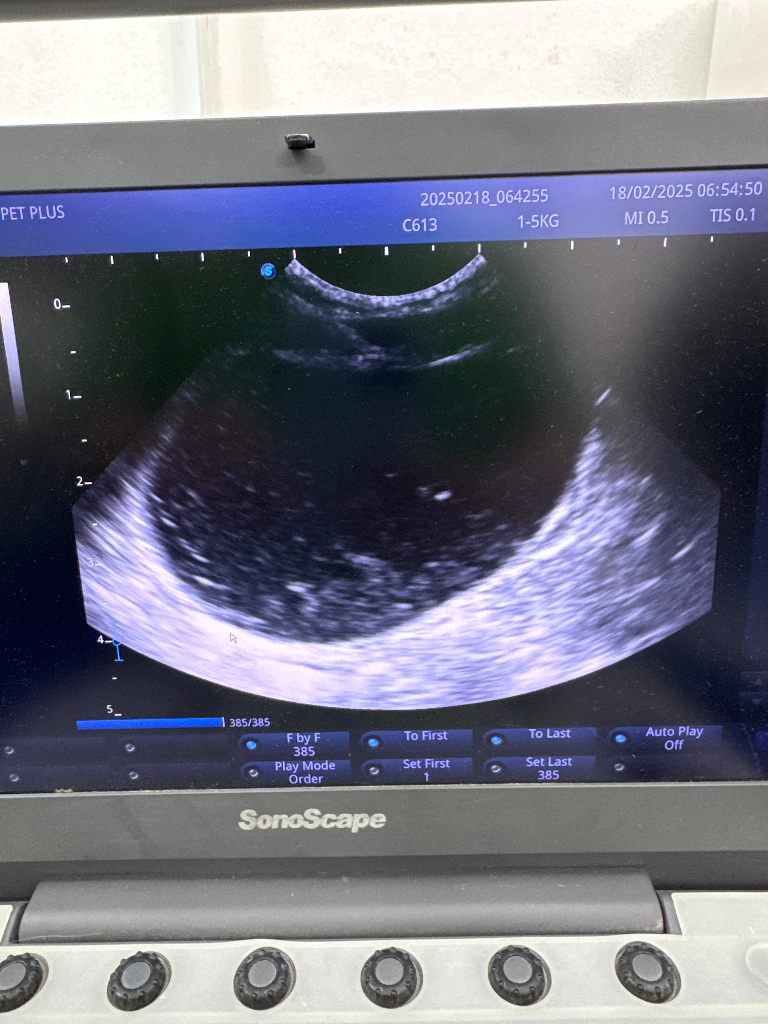 20250218_064255 18/02/2025 06:54:50
PET PLUS C613 1-5KG MI 0.5 TIS 0.1
S
0
1
2
3
4
5
385/385
F by F To First To Last Auto Play
385 Off
Play Mode Set First Set Last
Order 1 385
SonoScape